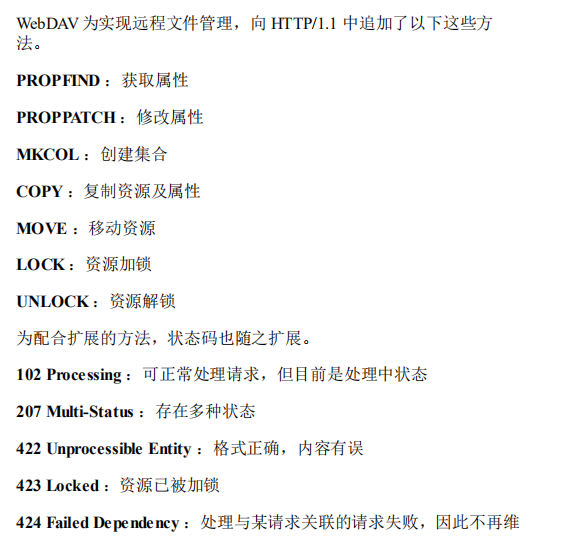 WebDAV 为实现远程文件管理，向 HTTP/1.1 中追加了以下这些方
法。
PROPFIND ：获取属性
PROPPATCH ：修改属性
MKCOL ：创建集合
COPY ：复制资源及属性
MOVE ：移动资源
LOCK ：资源加锁
UNLOCK ：资源解锁
为配合扩展的方法，状态码也随之扩展。
102 Processing ：可正常处理请求，但目前是处理中状态
207 Multi-Status ：存在多种状态
422 Unprocessible Entity ：格式正确，内容有误
423 Locked ：资源已被加锁
424 Failed Dependency ：处理与某请求关联的请求失败，因此不再维